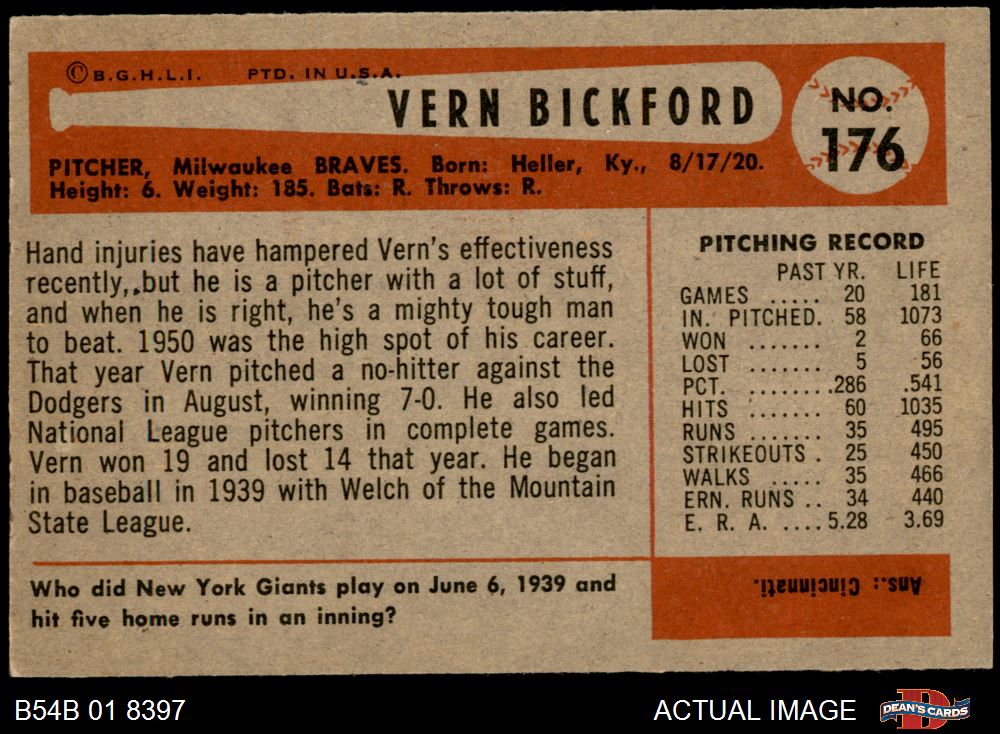 © B.G.H.L.I. PTD. IN U.S.A.
VERN BICKFORD
NO.
176
PITCHER, Milwaukee BRAVES. Born: Heller, Ky., 8/17/20.
Height: 6. Weight: 185. Bats: R. Throws: R.
Hand injuries have hampered Vern's effectiveness
recently, but he is a pitcher with a lot of stuff,
and when he is right, he's a mighty tough man
to beat. 1950 was the high spot of his career.
That year Vern pitched a no-hitter against the
Dodgers in August, winning 7-0. He also led
National League pitchers in complete games.
Vern won 19 and lost 14 that year. He began
in baseball in 1939 with Welch of the Mountain
State League.
PITCHING RECORD
PAST YR. LIFE
GAMES ..... 20 181
IN. PITCHED. 58 1073
WON ....... 2 66
LOST ....... 5 56
PCT. ........ .286 .541
HITS ....... 60 1035
RUNS ....... 35 495
STRIKEOUTS . 25 450
WALKS ..... 35 466
ERN. RUNS .. 34 440
E. R. A. .... 5.28 3.69
Who did New York Giants play on June 6, 1939 and
hit five home runs in an inning?
Ans.: Cincinnati.
B54B 01 8397
ACTUAL IMAGE
D
DEAN'S CARDS